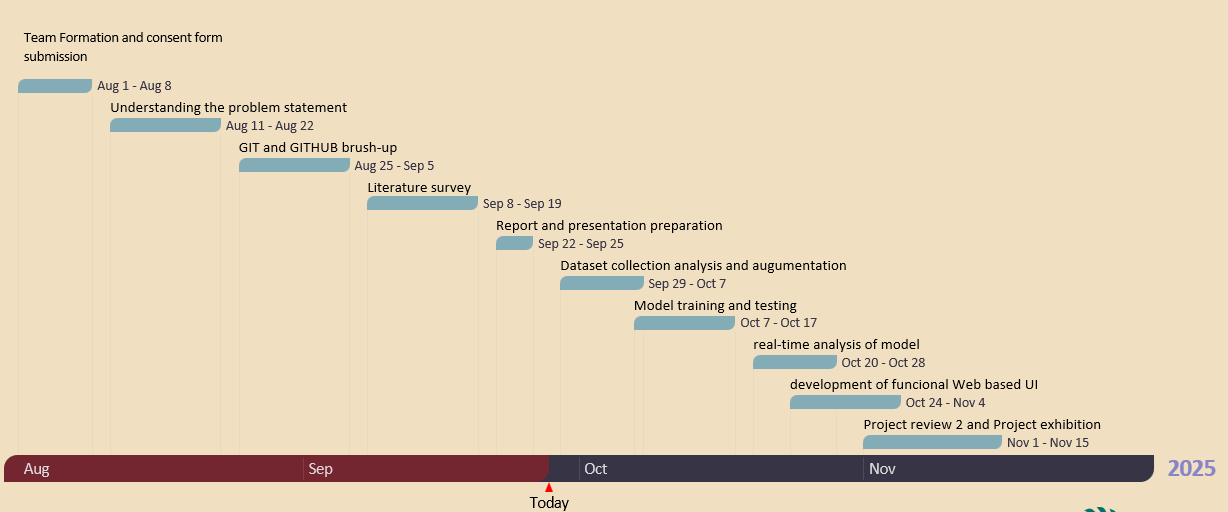 Team Formation and consent form
submission
Aug 1 - Aug 8
Understanding the problem statement
Aug 11 - Aug 22
GIT and GITHUB brush-up
Aug 25 - Sep 5
Literature survey
Sep 8 - Sep 19
Report and presentation preparation
Sep 22 - Sep 25
Dataset collection analysis and augumentation
Sep 29 - Oct 7
Model training and testing
Oct 7 - Oct 17
real-time analysis of model
Oct 20 - Oct 28
development of funcional Web based UI
Oct 24 - Nov 4
Project review 2 and Project exhibition
Nov 1 - Nov 15
Aug Sep Oct Nov 2025
Today